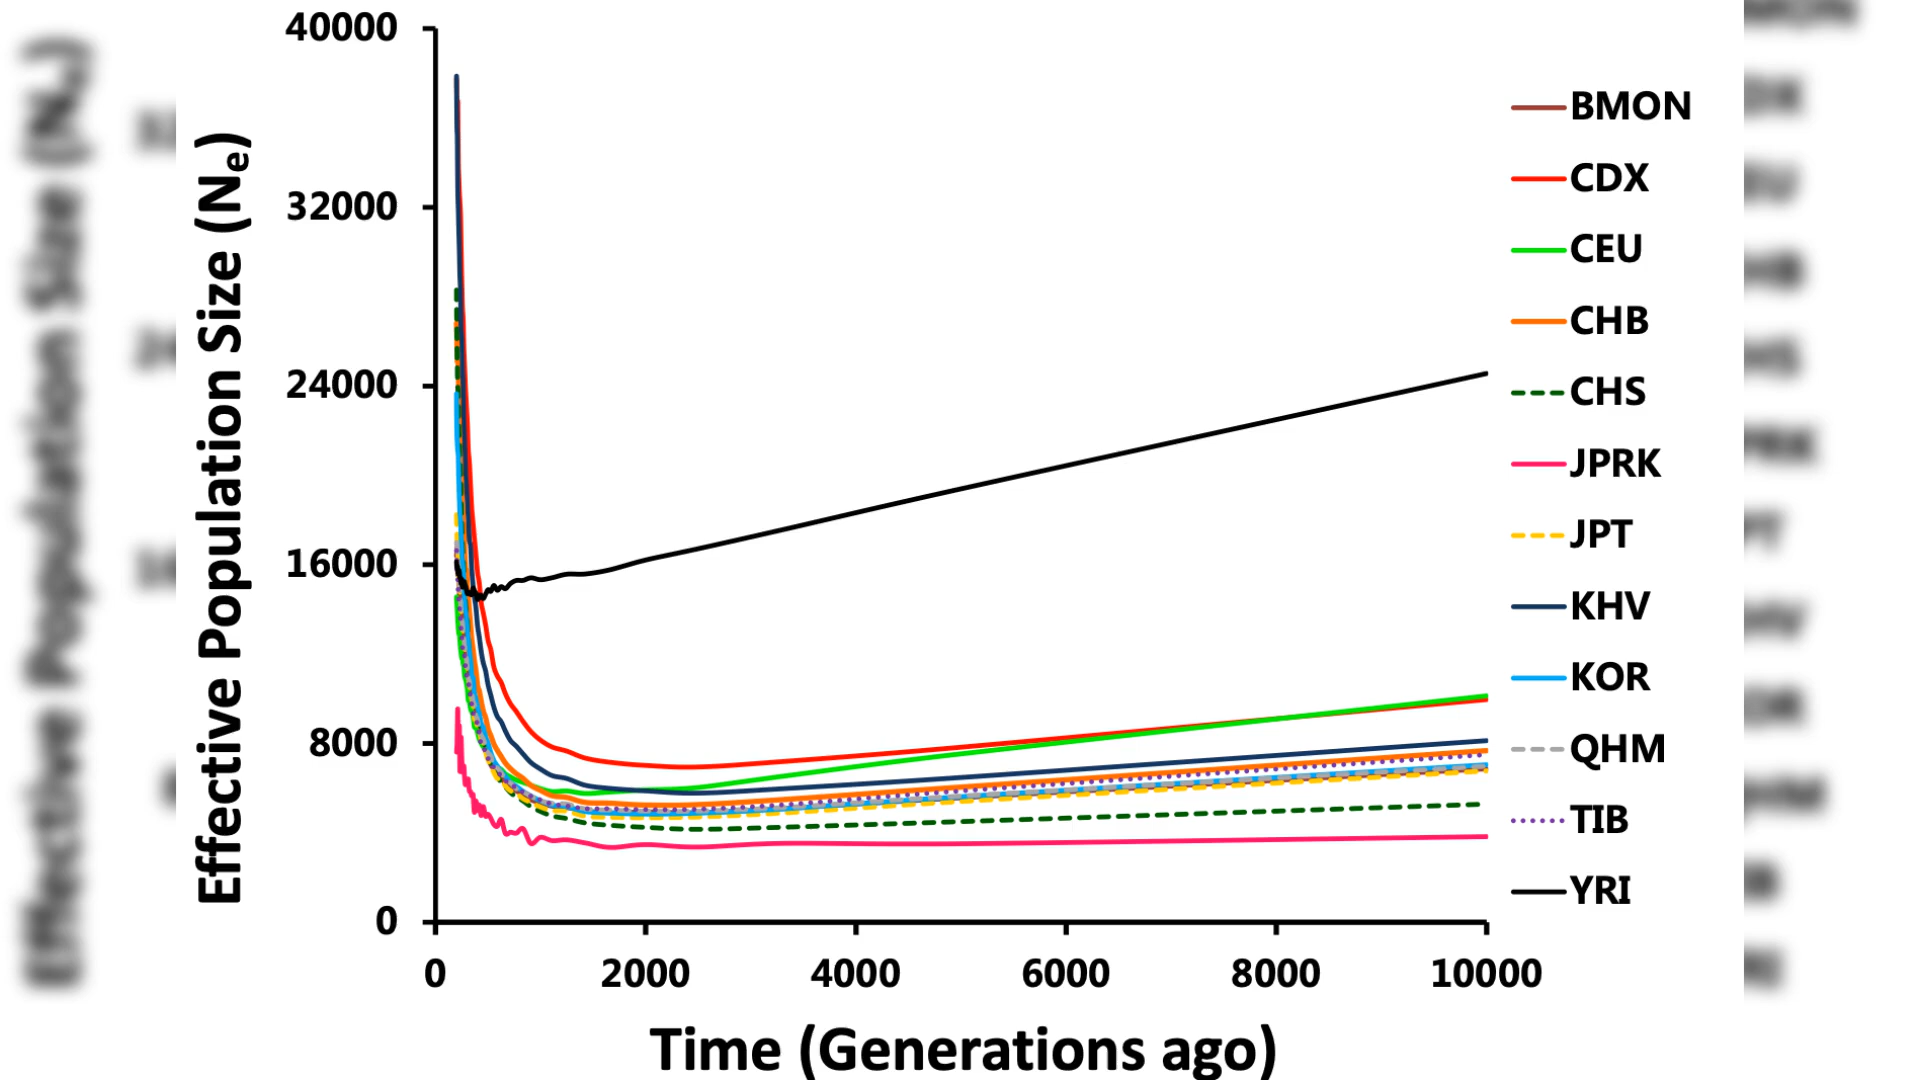 Effective Population Size (Ne)
40000
32000
24000
16000
8000
0
0 2000 4000 6000 8000 10000
Time (Generations ago)
BMON
CDX
CEU
CHB
CHS
JPRK
JPT
KHV
KOR
QHM
TIB
YRI